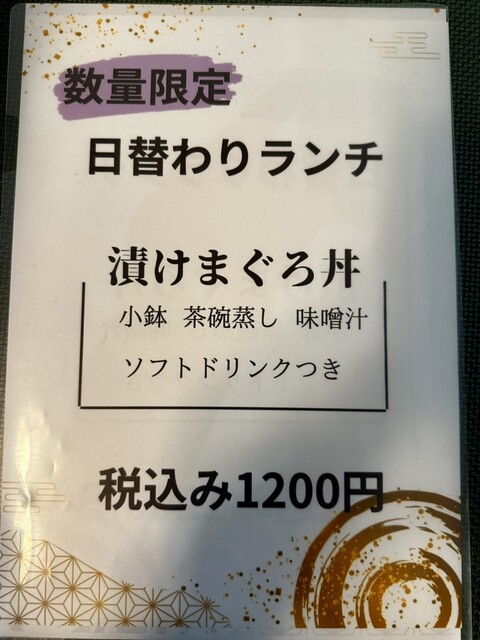 数量限定
日替わりランチ
漬けまぐろ丼
小鉢 茶碗蒸し 味噌汁
ソフトドリンクつき
税込み1200円